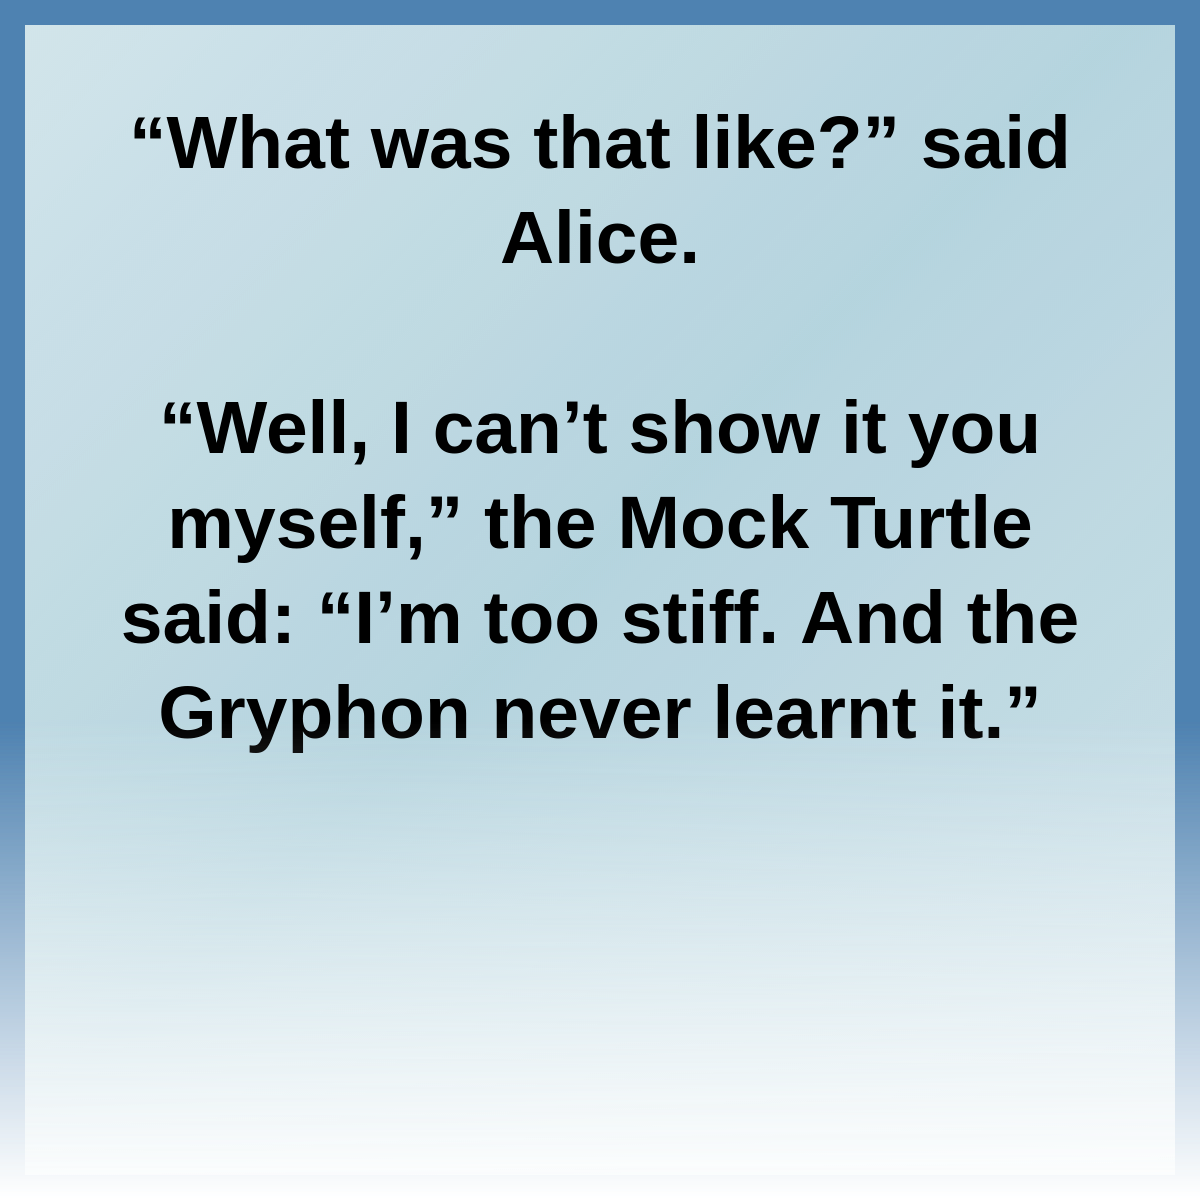 “What was that like?” said
Alice.
“Well, I can’t show it you
myself,” the Mock Turtle
said: “I’m too stiff. And the
Gryphon never learnt it.”